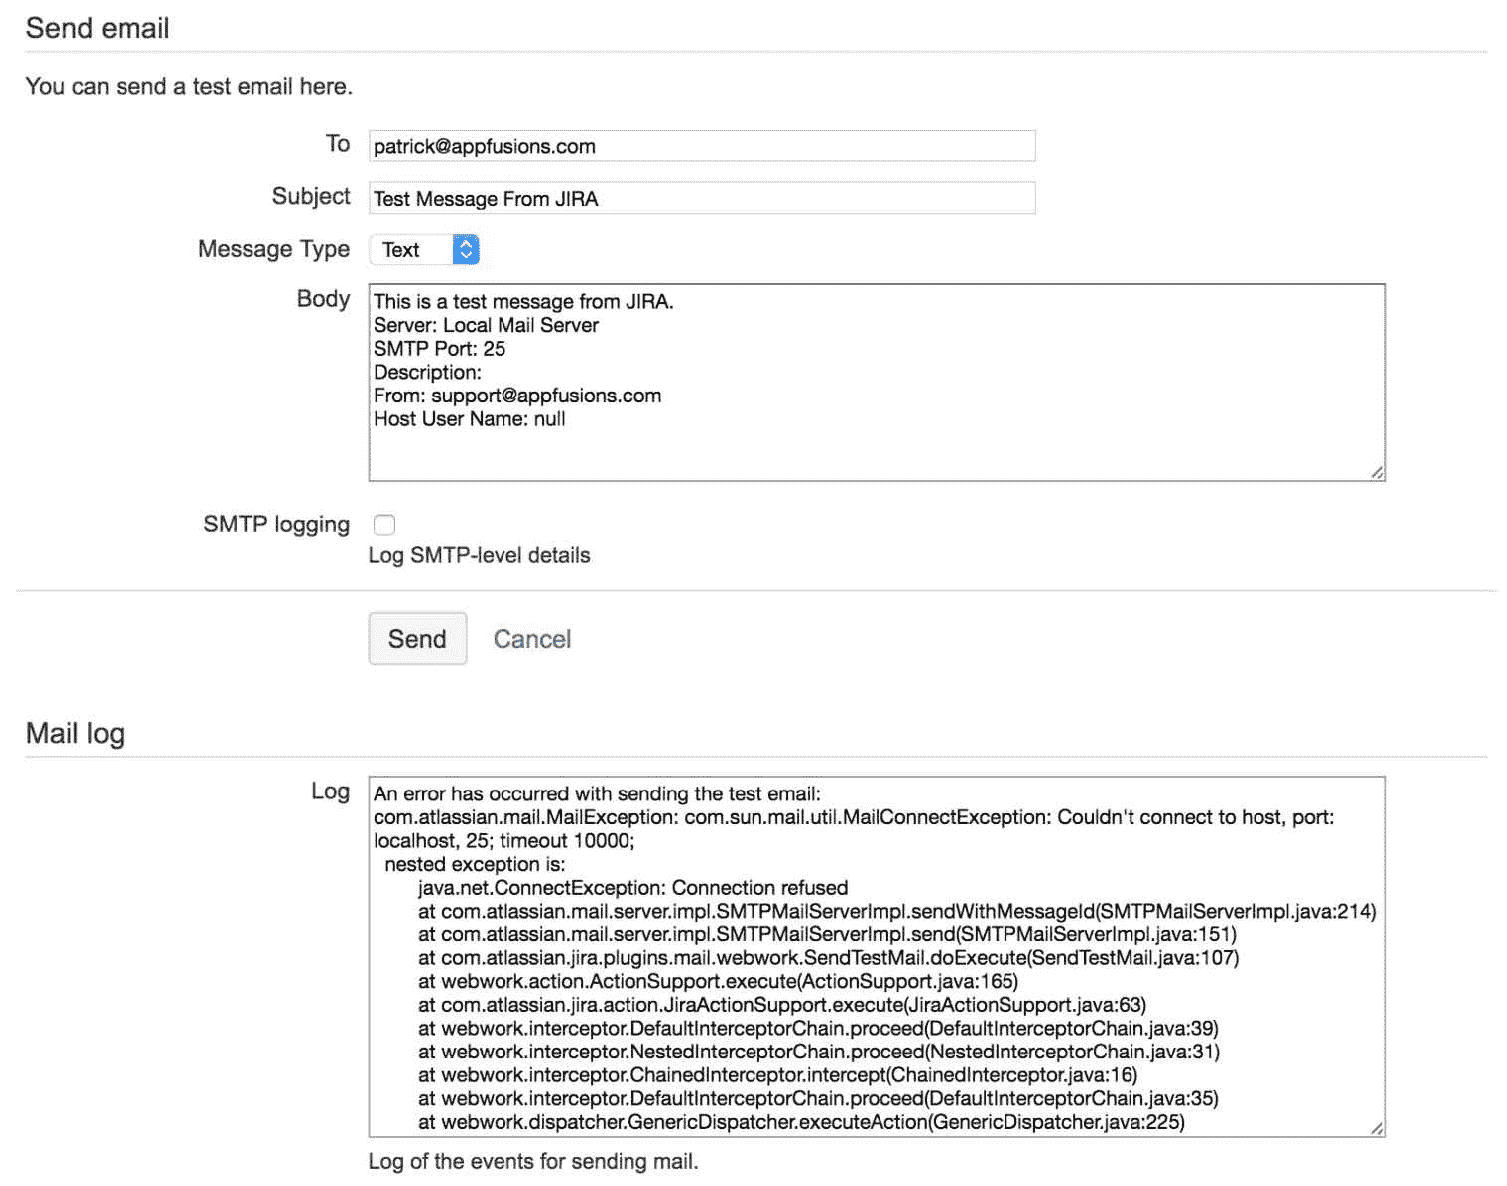 Send email
You can send a test email here.
To
patrick@appfusions.com
Subject
Test Message From JIRA
Message Type
Text
Body
This is a test message from JIRA.
Server: Local Mail Server
SMTP Port: 25
Description:
From: support@appfusions.com
Host User Name: null
SMTP logging
Log SMTP-level details
Send Cancel
Mail log
Log
An error has occurred with sending the test email:
com.atlassian.mail.MailException: com.sun.mail.util.MailConnectException: Couldn't connect to host, port:
localhost, 25; timeout 10000;
nested exception is:
java.net.ConnectException: Connection refused
at com.atlassian.mail.server.impl.SMTPMailServerImpl.sendWithMessageId(SMTPMailServerImpl.java:214)
at com.atlassian.mail.server.impl.SMTPMailServerImpl.send(SMTPMailServerImpl.java:151)
at com.atlassian.jira.plugins.mail.webwork.SendTestMail.doExecute(SendTestMail.java:107)
at webwork.action.ActionSupport.execute(ActionSupport.java:165)
at com.atlassian.jira.action.JiraActionSupport.execute(JiraActionSupport.java:63)
at webwork.interceptor.DefaultInterceptorChain.proceed(DefaultInterceptorChain.java:39)
at webwork.interceptor.NestedInterceptorChain.proceed(NestedInterceptorChain.java:31)
at webwork.interceptor.ChainedInterceptor.intercept(ChainedInterceptor.java:16)
at webwork.interceptor.DefaultInterceptorChain.proceed(DefaultInterceptorChain.java:35)
at webwork.dispatcher.GenericDispatcher.executeAction(GenericDispatcher.java:225)
Log of the events for sending mail.